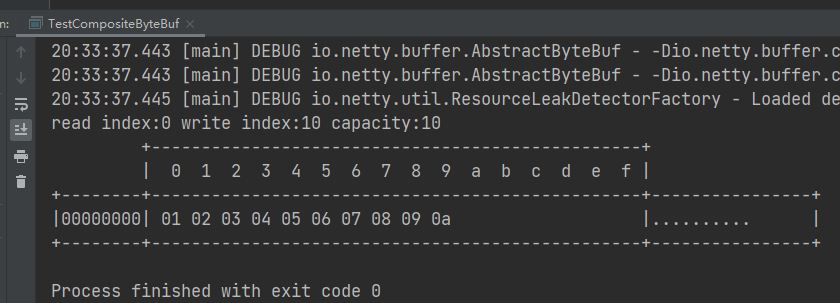 n: TestCompositeByteBuf ×
20:33:37.443 [main] DEBUG io.netty.buffer.AbstractByteBuf - -Dio.netty.buffer.c
20:33:37.443 [main] DEBUG io.netty.buffer.AbstractByteBuf - -Dio.netty.buffer.c
20:33:37.445 [main] DEBUG io.netty.util.ResourceLeakDetectorFactory - Loaded de
read index:0 write index:10 capacity:10
         +-------------------------------------------------+
         |  0  1  2  3  4  5  6  7  8  9  a  b  c  d  e  f |
+--------+-------------------------------------------------+----------------+
|00000000| 01 02 03 04 05 06 07 08 09 0a                   |..........      |
+--------+-------------------------------------------------+----------------+
Process finished with exit code 0